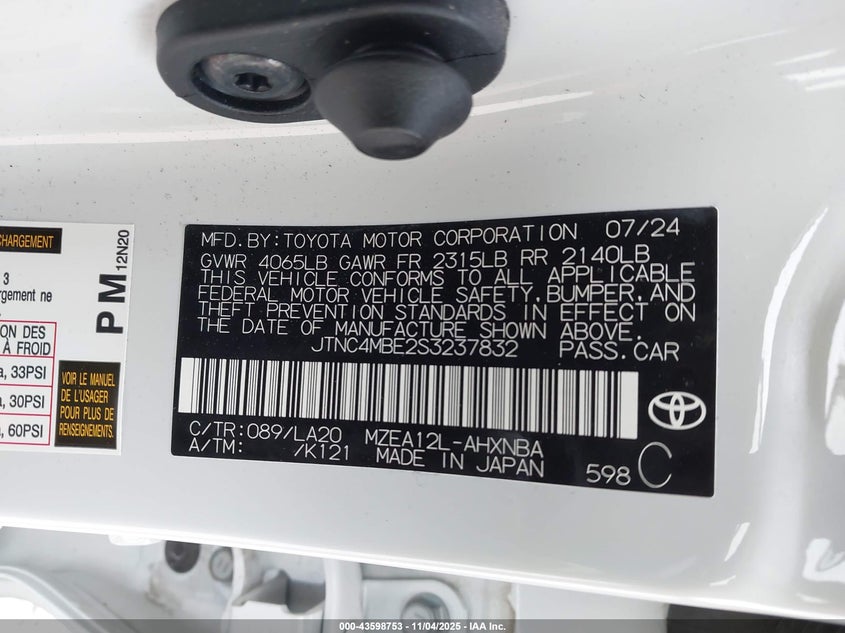 CHARGEMENT
3
argement ne
ON DES
À FROID
a, 33PSI
a, 30PSI
a, 60PSI
VOIR LE MANUEL
DE L'USAGER
POUR PLUS DE
RENSEIGNEMENTS.
PM
12N20
MFD. BY: TOYOTA MOTOR CORPORATION 07/24
GVWR 4065LB GAWR FR 2315LB RR 2140LB
THIS VEHICLE CONFORMS TO ALL APPLICABLE
FEDERAL MOTOR VEHICLE SAFETY, BUMPER, AND
THEFT PREVENTION STANDARDS IN EFFECT ON
THE DATE OF MANUFACTURE SHOWN ABOVE.
JTNC4MBE2S3237832 PASS. CAR
C/TR: 089/LA20 MZEA12L-AHXNBA
A/TM: /K121 MADE IN JAPAN
598 C
000-43598753 - 11/04/2025 - IAA Inc.